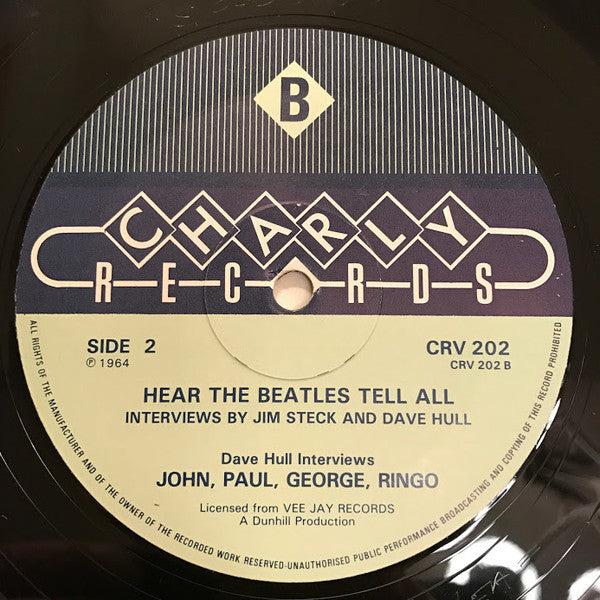 B
CHARLY
RECORDS
SIDE 2
℗ 1964
CRV 202
CRV 202 B
HEAR THE BEATLES TELL ALL
INTERVIEWS BY JIM STECK AND DAVE HULL
Dave Hull Interviews
JOHN, PAUL, GEORGE, RINGO
Licensed from VEE JAY RECORDS
A Dunhill Production
ALL RIGHTS OF THE MANUFACTURER AND OF THE OWNER OF THE RECORDED WORK RESERVED-UNAUTHORISED PUBLIC PERFORMANCE BROADCASTING AND COPYING OF THIS RECORD PROHIBITED